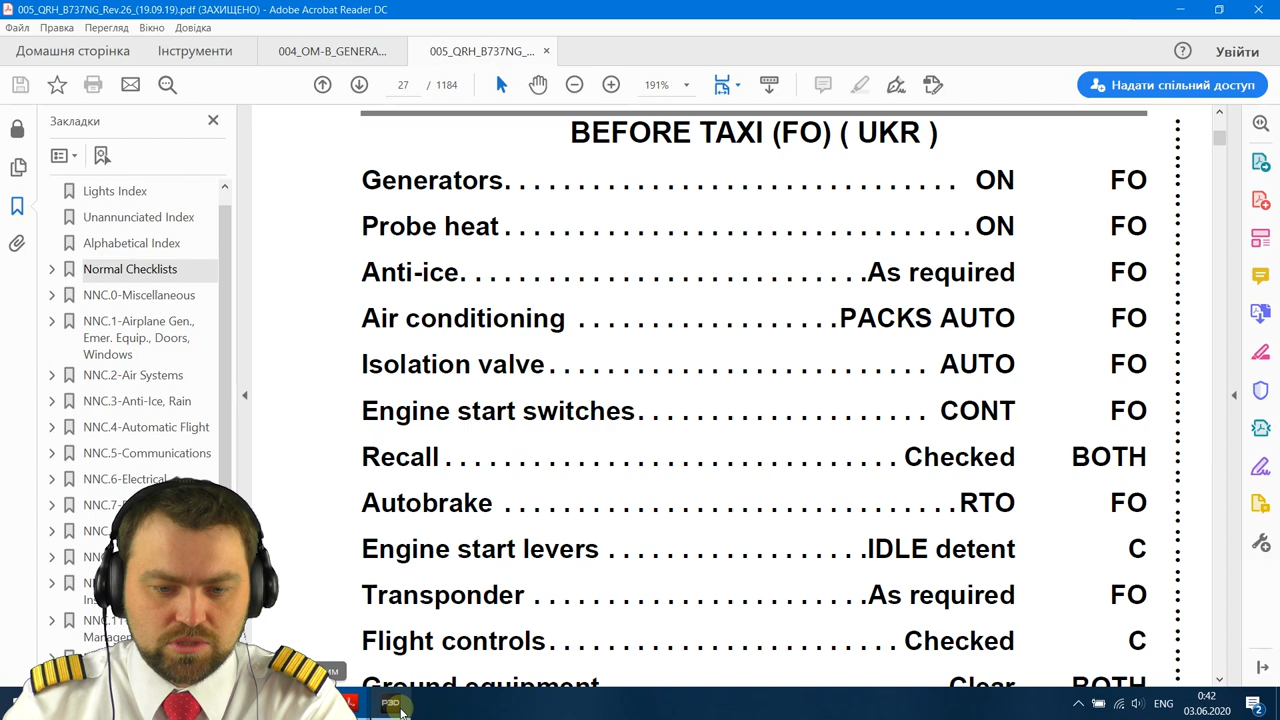 005_QRH_B737NG_Rev.26_(19.09.19).pdf (ЗАХИЩЕНО) - Adobe Acrobat Reader DC
Файл Правка Перегляд Вікно Довідка
Домашня сторінка Інструменти 004_OM-B_GENERA... 005_QRH_B737NG_... Увійти
27 / 1184 191% Надати спільний доступ
Закладки
Lights Index
Unannunciated Index
Alphabetical Index
Normal Checklists
NNC.0-Miscellaneous
NNC.1-Airplane Gen.,
Emer. Equip., Doors,
Windows
NNC.2-Air Systems
NNC.3-Anti-Ice, Rain
NNC.4-Automatic Flight
NNC.5-Communications
NNC.6-Electrical
BEFORE TAXI (FO) ( UKR )
Generators. . . . . . . . . . . . . . . . . . . . . . . . . . . . . . . ON FO
Probe heat . . . . . . . . . . . . . . . . . . . . . . . . . . . . . . . .ON FO
Anti-ice. . . . . . . . . . . . . . . . . . . . . . . . . . . .As required FO
Air conditioning . . . . . . . . . . . . . . . . . .PACKS AUTO FO
Isolation valve. . . . . . . . . . . . . . . . . . . . . . . . . . AUTO FO
Engine start switches. . . . . . . . . . . . . . . . . . . . CONT FO
Recall . . . . . . . . . . . . . . . . . . . . . . . . . . . . . . . Checked BOTH
Autobrake . . . . . . . . . . . . . . . . . . . . . . . . . . . . . . .RTO FO
Engine start levers . . . . . . . . . . . . . . . . . .IDLE detent C
Transponder . . . . . . . . . . . . . . . . . . . . . . .As required FO
Flight controls. . . . . . . . . . . . . . . . . . . . . . . . Checked C
Ground equipment Clear BOTH
P3D
ENG
0:42
03.06.2020
2